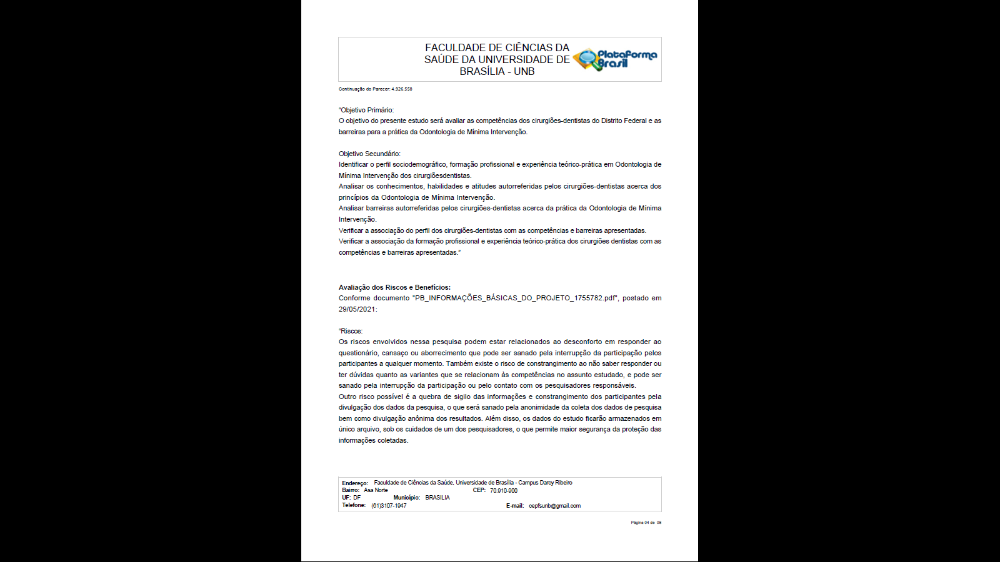 FACULDADE DE CIÊNCIAS DA
SAÚDE DA UNIVERSIDADE DE
BRASÍLIA - UNB
PlataForma
Brasil
Continuação do Parecer: 4.926.558
“Objetivo Primário:
O objetivo do presente estudo será avaliar as competências dos cirurgiões-dentistas do Distrito Federal e as
barreiras para a prática da Odontologia de Mínima Intervenção.
Objetivo Secundário:
Identificar o perfil sociodemográfico, formação profissional e experiência teórico-prática em Odontologia de
Mínima Intervenção dos cirurgiõesdentistas.
Analisar os conhecimentos, habilidades e atitudes autorreferidas pelos cirurgiões-dentistas acerca dos
princípios da Odontologia de Mínima Intervenção.
Analisar barreiras autorreferidas pelos cirurgiões-dentistas acerca da prática da Odontologia de Mínima
Intervenção.
Verificar a associação do perfil dos cirurgiões-dentistas com as competências e barreiras apresentadas.
Verificar a associação da formação profissional e experiência teórico-prática dos cirurgiões dentistas com as
competências e barreiras apresentadas.”
Avaliação dos Riscos e Benefícios:
Conforme documento "PB_INFORMAÇÕES_BÁSICAS_DO_PROJETO_1755782.pdf", postado em
29/05/2021:
“Riscos:
Os riscos envolvidos nessa pesquisa podem estar relacionados ao desconforto em responder ao
questionário, cansaço ou aborrecimento que pode ser sanado pela interrupção da participação pelos
participantes a qualquer momento. Também existe o risco de constrangimento ao não saber responder ou
ter dúvidas quanto as variantes que se relacionam às competências no assunto estudado, e pode ser
sanado pela interrupção da participação ou pelo contato com os pesquisadores responsáveis.
Outro risco possível é a quebra de sigilo das informações e constrangimento dos participantes pela
divulgação dos dados da pesquisa, o que será sanado pela anonimidade da coleta dos dados de pesquisa
bem como divulgação anônima dos resultados. Além disso, os dados do estudo ficarão armazenados em
único arquivo, sob os cuidados de um dos pesquisadores, o que permite maior segurança da proteção das
informações coletadas.
Endereço: Faculdade de Ciências da Saúde, Universidade de Brasília - Campus Darcy Ribeiro
Bairro: Asa Norte CEP: 70.910-900
UF: DF Município: BRASILIA
Telefone: (61)3107-1947 E-mail: cepfsunb@gmail.com
Página 04 de 08